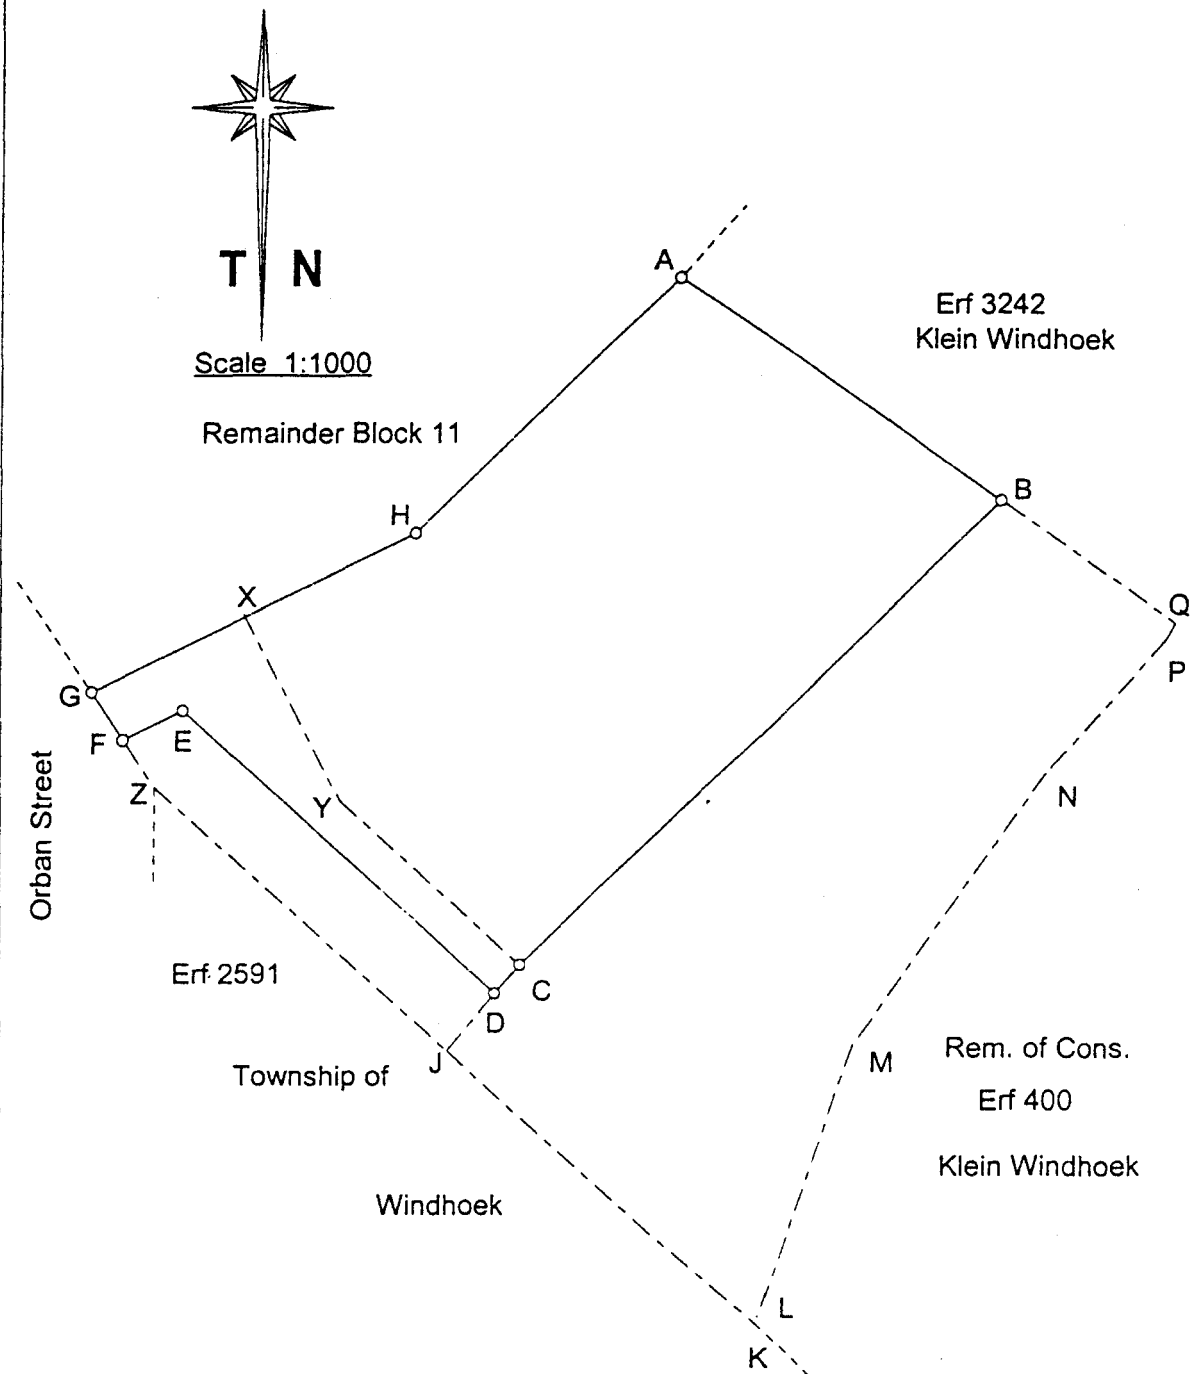 T N
Scale 1:1000
A
Erf 3242
Klein Windhoek
Remainder Block 11
B
H
X
Q
P
G
F
E
Z
Y
N
Orban Street
Erf 2591
C
D
J
M
Rem. of Cons.
Township of
Erf 400
Klein Windhoek
Windhoek
L
K